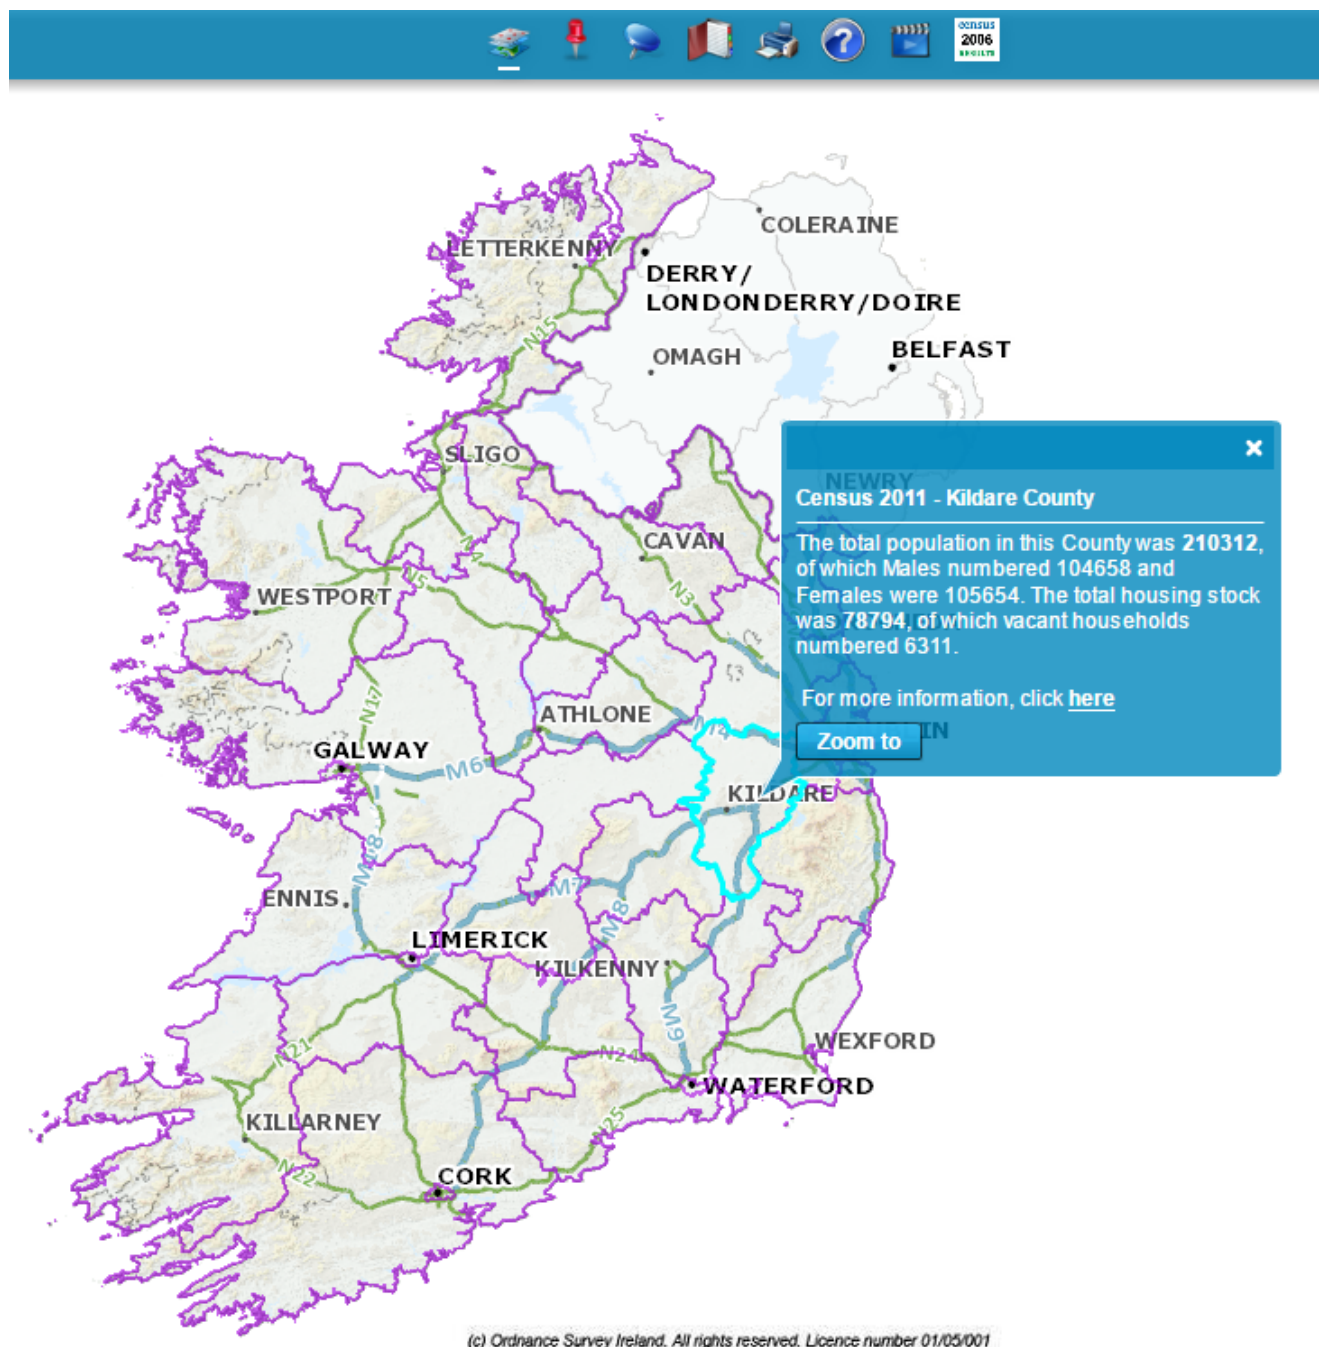 census
2006
RESULTS
COLERAINE
LETTERKENNY
DERRY/
LONDONDERRY/DOIRE
N15
OMAGH
BELFAST
SLIGO
NEWRY
Census 2011 - Kildare County
The total population in this County was 210312,
of which Males numbered 104658 and
Females were 105654. The total housing stock
was 78794, of which vacant households
numbered 6311.
For more information, click here
Zoom to
CAVAN
N4
N5
N3
WESTPORT
N17
ATHLONE
M4
GALWAY
M6
KILDARE
M18
ENNIS
M7
M8
LIMERICK
KILKENNY
M9
N21
N24
WEXFORD
WATERFORD
KILLARNEY
N25
N22
CORK
(c) Ordnance Survey Ireland. All rights reserved. Licence number 01/05/001